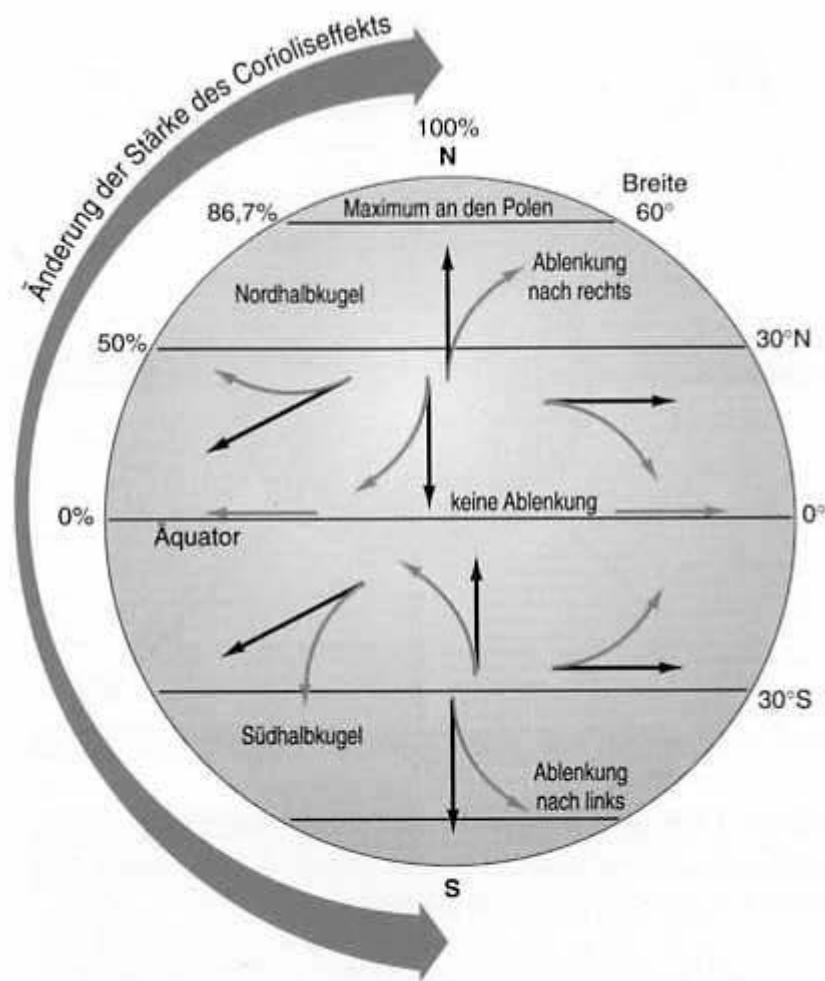 Änderung der Stärke des Corioliseffekts
100%
N
86,7%
Maximum an den Polen
Breite
60°
Nordhalbkugel
Ablenkung
nach rechts
50%
30°N
keine Ablenkung
0%
0°
Äquator
30°S
Südhalbkugel
Ablenkung
nach links
S